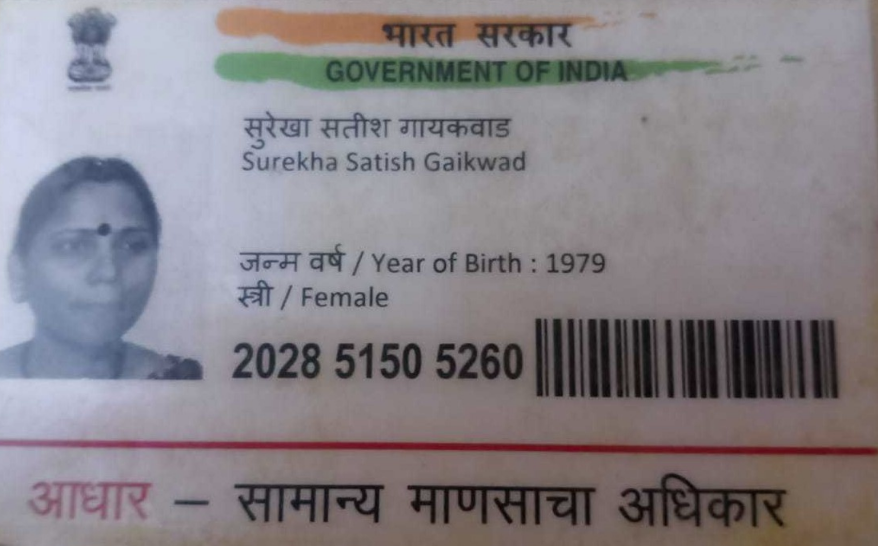 भारत सरकार
GOVERNMENT OF INDIA
सुरेखा सतीश गायकवाड
Surekha Satish Gaikwad
जन्म वर्ष / Year of Birth : 1979
स्त्री / Female
2028 5150 5260
आधार – सामान्य माणसाचा अधिकार